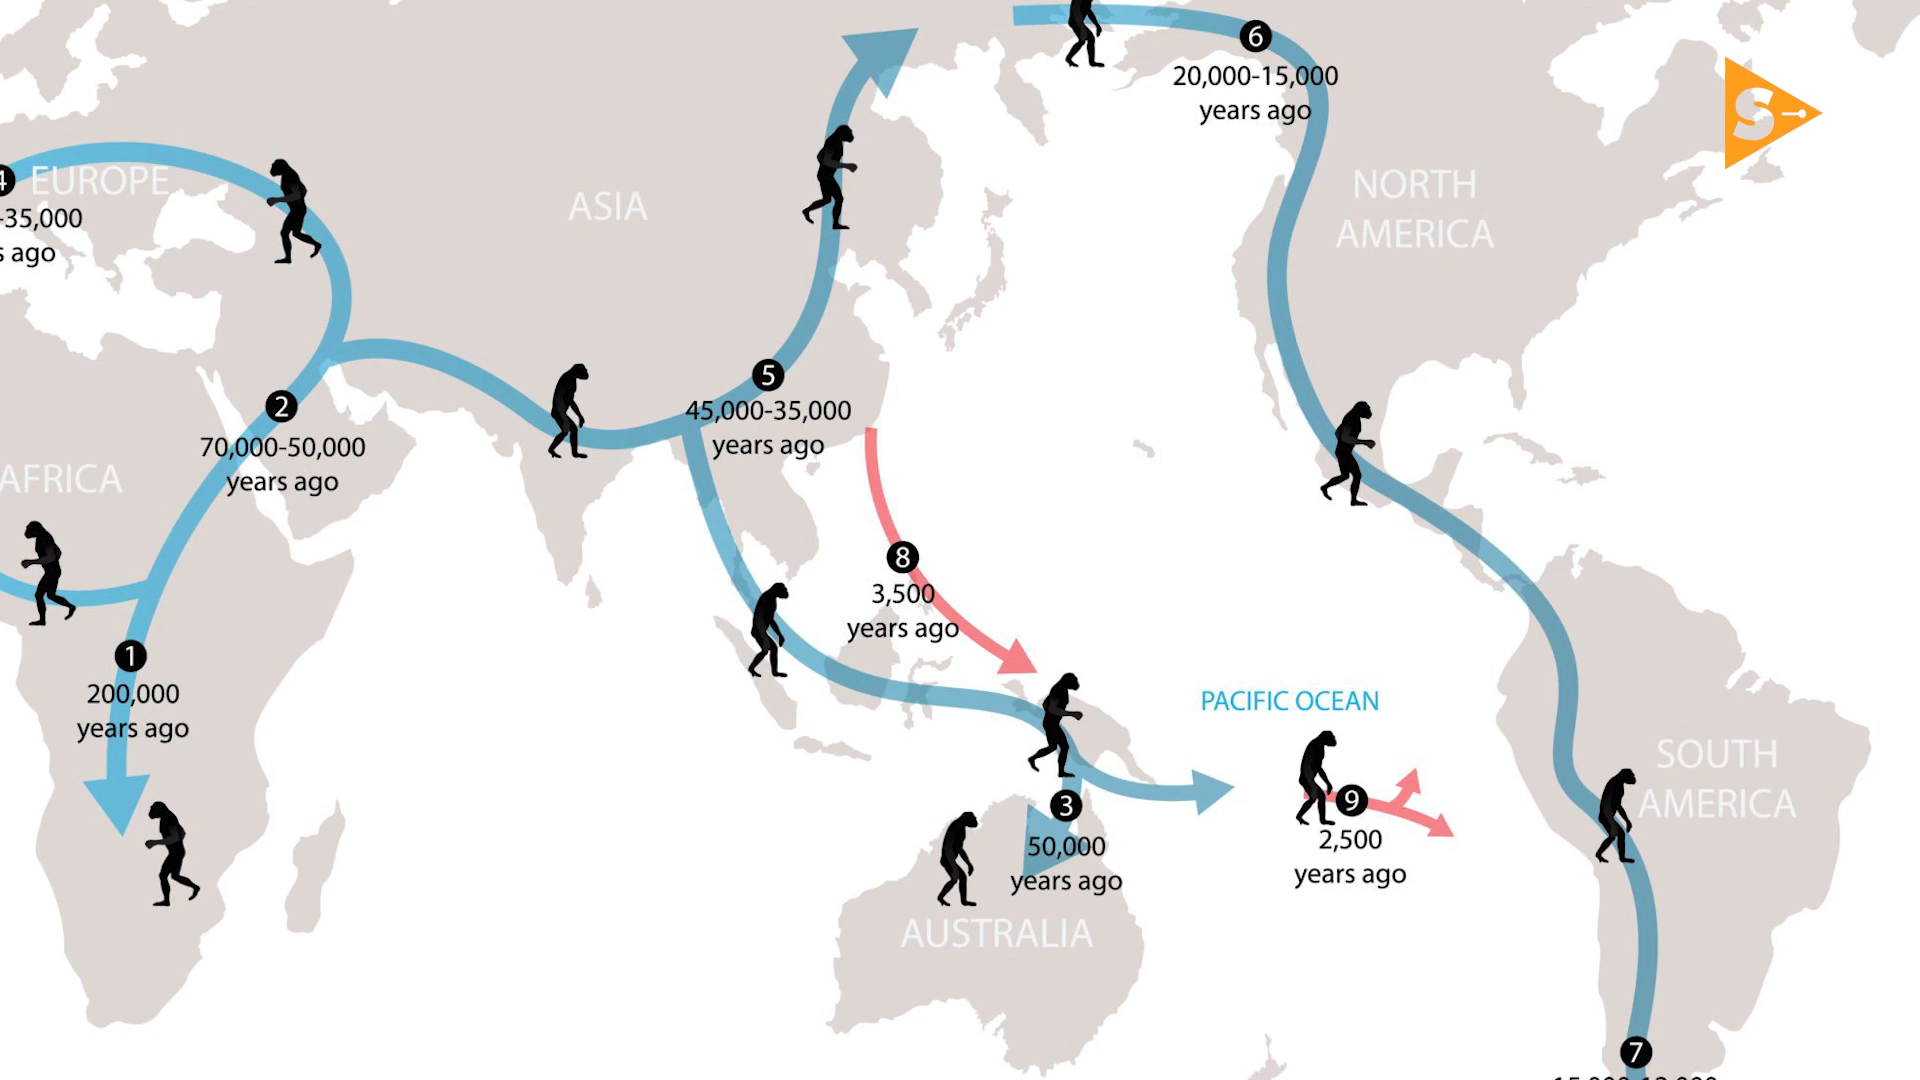 6
20,000-15,000
years ago
S
4
EUROPE
-35,000
s ago
ASIA
NORTH
AMERICA
5
45,000-35,000
years ago
2
70,000-50,000
years ago
AFRICA
8
3,500
years ago
1
200,000
years ago
PACIFIC OCEAN
3
50,000
years ago
9
2,500
years ago
SOUTH
AMERICA
AUSTRALIA
7